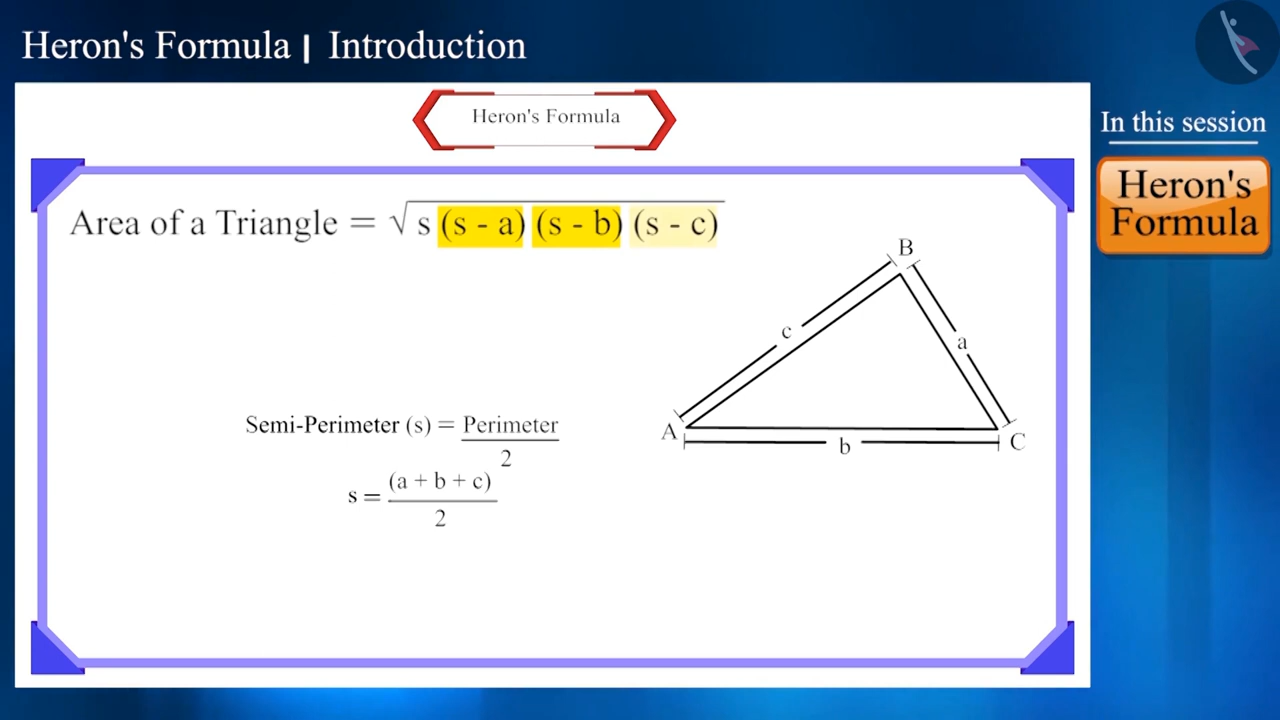 Heron's Formula | Introduction
In this session
Heron's
Formula
Heron's Formula
Area of a Triangle = √ s (s - a) (s - b) (s - c)
B
c
a
A
b
C
Semi-Perimeter (s) = Perimeter
2
s = (a + b + c)
2